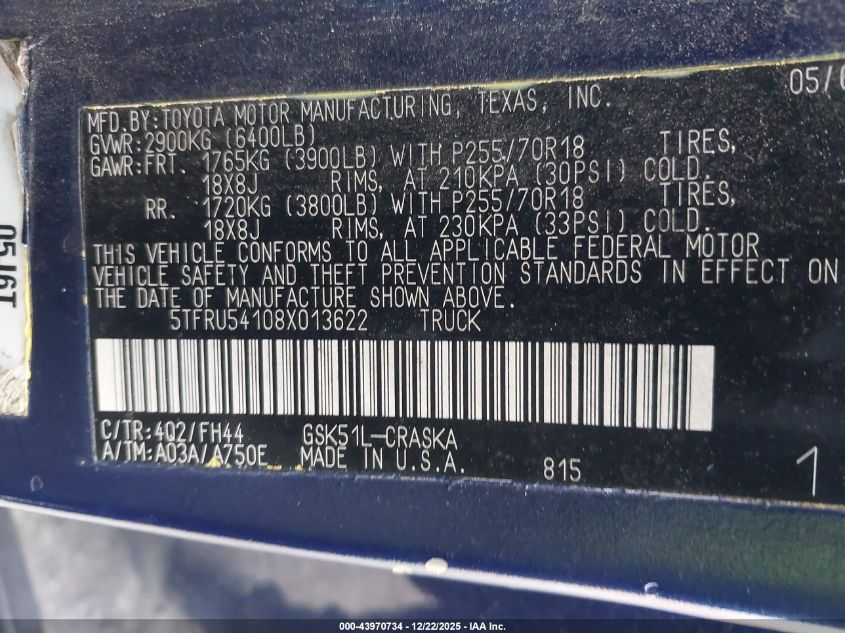 05/0
MFD.BY:TOYOTA MOTOR MANUFACTURING, TEXAS, INC.
GVWR:2900KG (6400LB)
GAWR:FRT. 1765KG (3900LB) WITH P255/70R18 TIRES,
18X8J RIMS, AT 210KPA (30PSI) COLD.
RR. 1720KG (3800LB) WITH P255/70R18 TIRES,
18X8J RIMS, AT 230KPA (33PSI) COLD.
THIS VEHICLE CONFORMS TO ALL APPLICABLE FEDERAL MOTOR
VEHICLE SAFETY AND THEFT PREVENTION STANDARDS IN EFFECT ON
THE DATE OF MANUFACTURE SHOWN ABOVE.
5TFRU54108X013622 TRUCK
C/TR:4Q2/FH44 GSK51L-CRASKA
A/TM:A03A/A750E MADE IN U.S.A.
815
1
05J6T
000-43970734 - 12/22/2025 - IAA Inc.